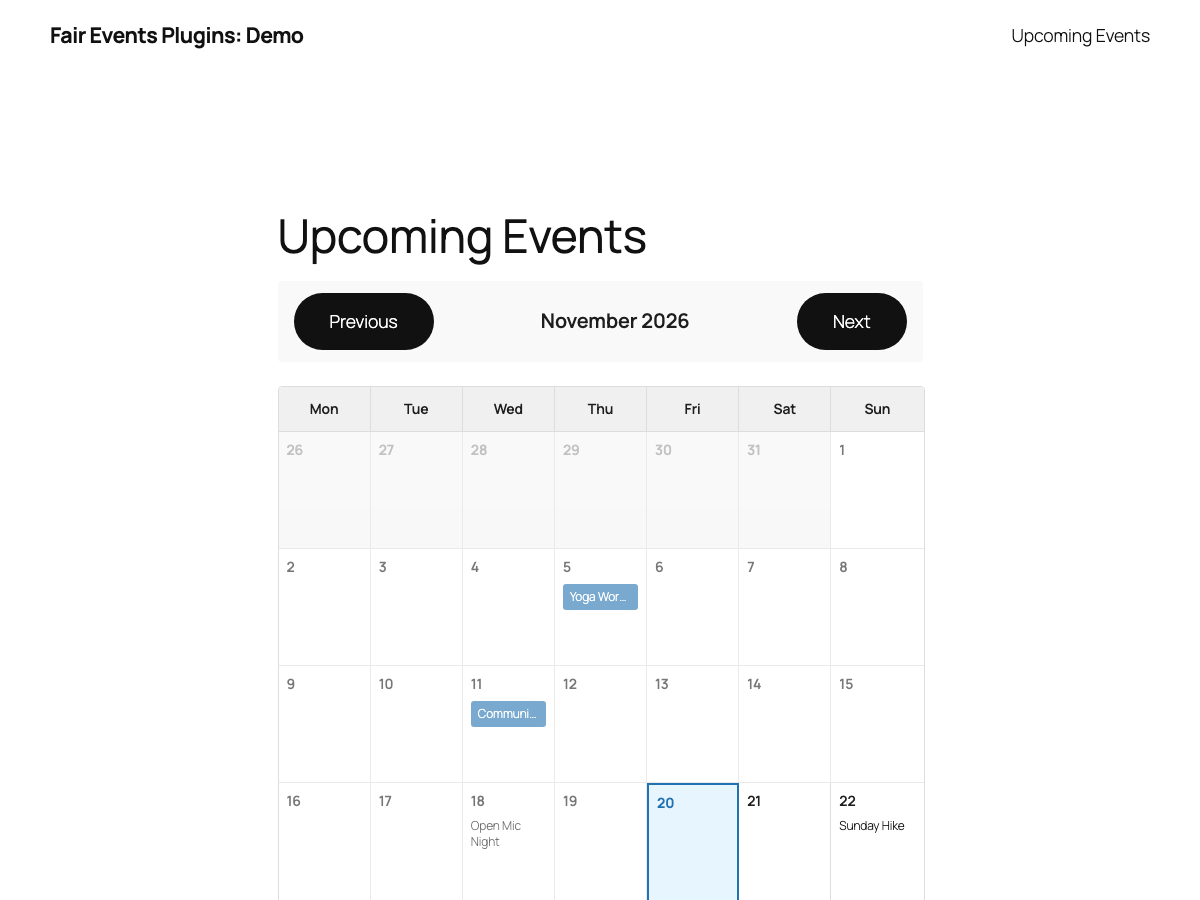 Fair Events Plugins: Demo
Upcoming Events
Upcoming Events
Previous
November 2026
Next
Mon Tue Wed Thu Fri Sat Sun
26 27 28 29 30 31 1
2 3 4 5 6 7 8
Yoga Wor...
9 10 11 12 13 14 15
Communi...
16 17 18 19 20 21 22
Open Mic
Night
Sunday Hike